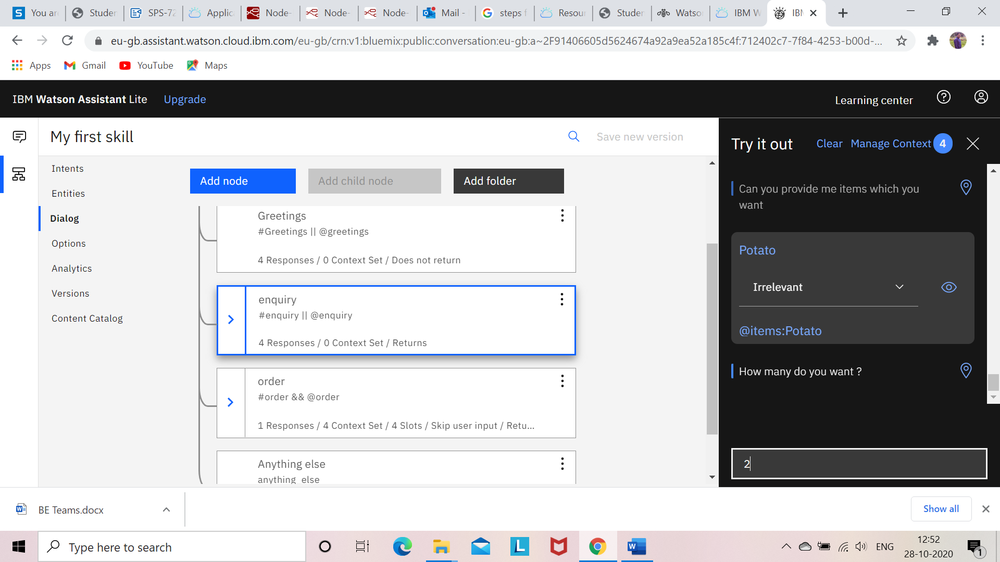 You ar
Studer
SPS-72
Applic
Node-
Node-
Node-
Mail -
steps f
Resour
Studer
Watso
IBM W
IBM
eu-gb.assistant.watson.cloud.ibm.com/eu-gb/crn:v1:bluemix:public:conversation:eu-gb:a~2F91406605d5624674a92a9ea52a185c4f:712402c7-7f84-4253-b00d-...
Apps
Gmail
YouTube
Maps
IBM Watson Assistant Lite
Upgrade
Learning center
My first skill
Save new version
Intents
Entities
Dialog
Options
Analytics
Versions
Content Catalog
Add node
Add child node
Add folder
Greetings
#Greetings || @greetings
4 Responses / 0 Context Set / Does not return
enquiry
#enquiry || @enquiry
4 Responses / 0 Context Set / Returns
order
#order && @order
1 Responses / 4 Context Set / 4 Slots / Skip user input / Retu...
Anything else
anything_else
Try it out
Clear
Manage Context 4
Can you provide me items which you
want
Potato
Irrelevant
@items:Potato
How many do you want ?
2
BE Teams.docx
Show all
Type here to search
ENG
12:52
28-10-2020
1